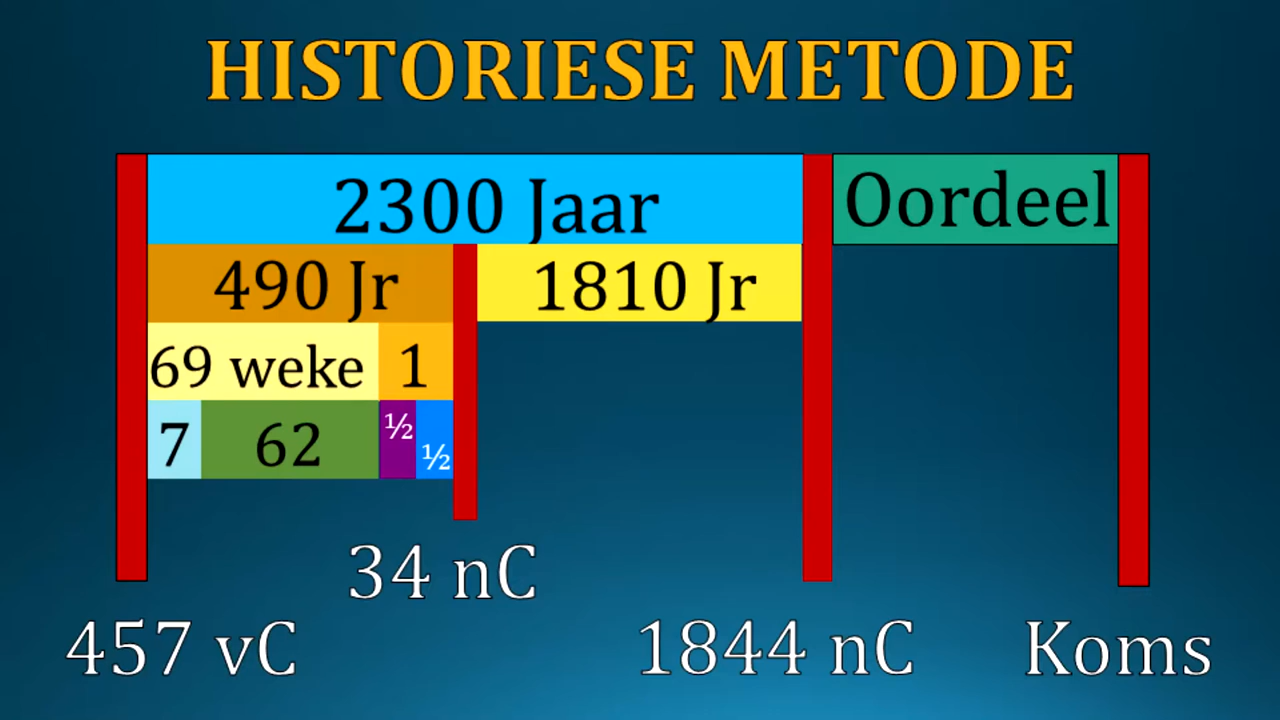 HISTORIESE METODE
2300 Jaar
Oordeel
490 Jr
1810 Jr
69 weke
1
7
62
½
½
34 nC
457 vC
1844 nC
Koms